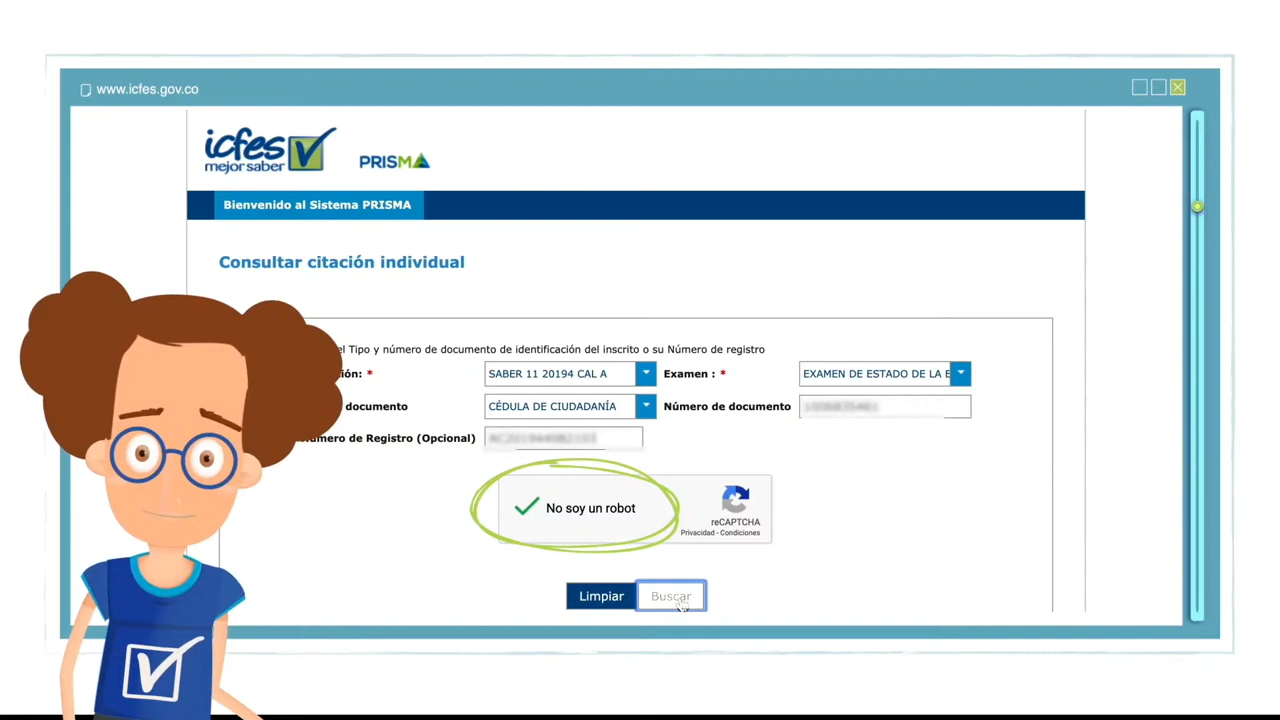 www.icfes.gov.co
icfes
mejor saber
PRISMA
Bienvenido al Sistema PRISMA
Consultar citación individual
el Tipo y número de documento de identificación del inscrito o su Número de registro
ión: * SABER 11 20194 CAL A Examen : * EXAMEN DE ESTADO DE LA E
documento CÉDULA DE CIUDADANÍA Número de documento
Número de Registro (Opcional)
No soy un robot
reCAPTCHA
Privacidad - Condiciones
Limpiar Buscar